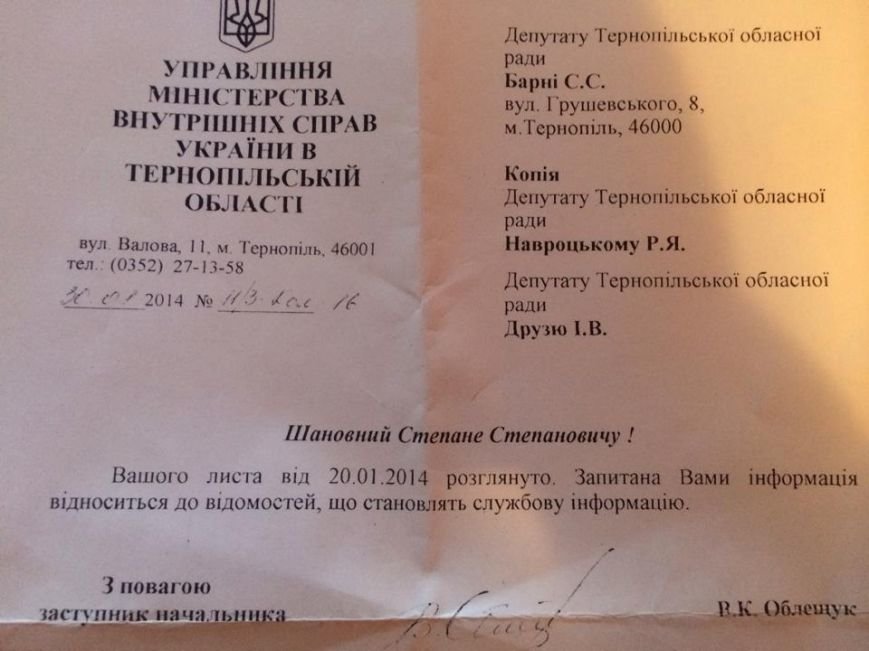 УПРАВЛІННЯ
МІНІСТЕРСТВА
ВНУТРІШНІХ СПРАВ
УКРАЇНИ В
ТЕРНОПІЛЬСЬКІЙ
ОБЛАСТІ
вул. Валова, 11, м. Тернопіль, 46001
тел.: (0352) 27-13-58
30.01 2014 №
Депутату Тернопільської обласної
ради
Барні С.С.
вул. Грушевського, 8,
м.Тернопіль, 46000
Копія
Депутату Тернопільської обласної
ради
Навроцькому Р.Я.
Депутату Тернопільської обласної
ради
Друзю І.В.
Шановний Степане Степановичу !
Вашого листа від 20.01.2014 розглянуто. Запитана Вами інформація
відноситься до відомостей, що становлять службову інформацію.
З повагою
заступник начальника
В.К. Облещук